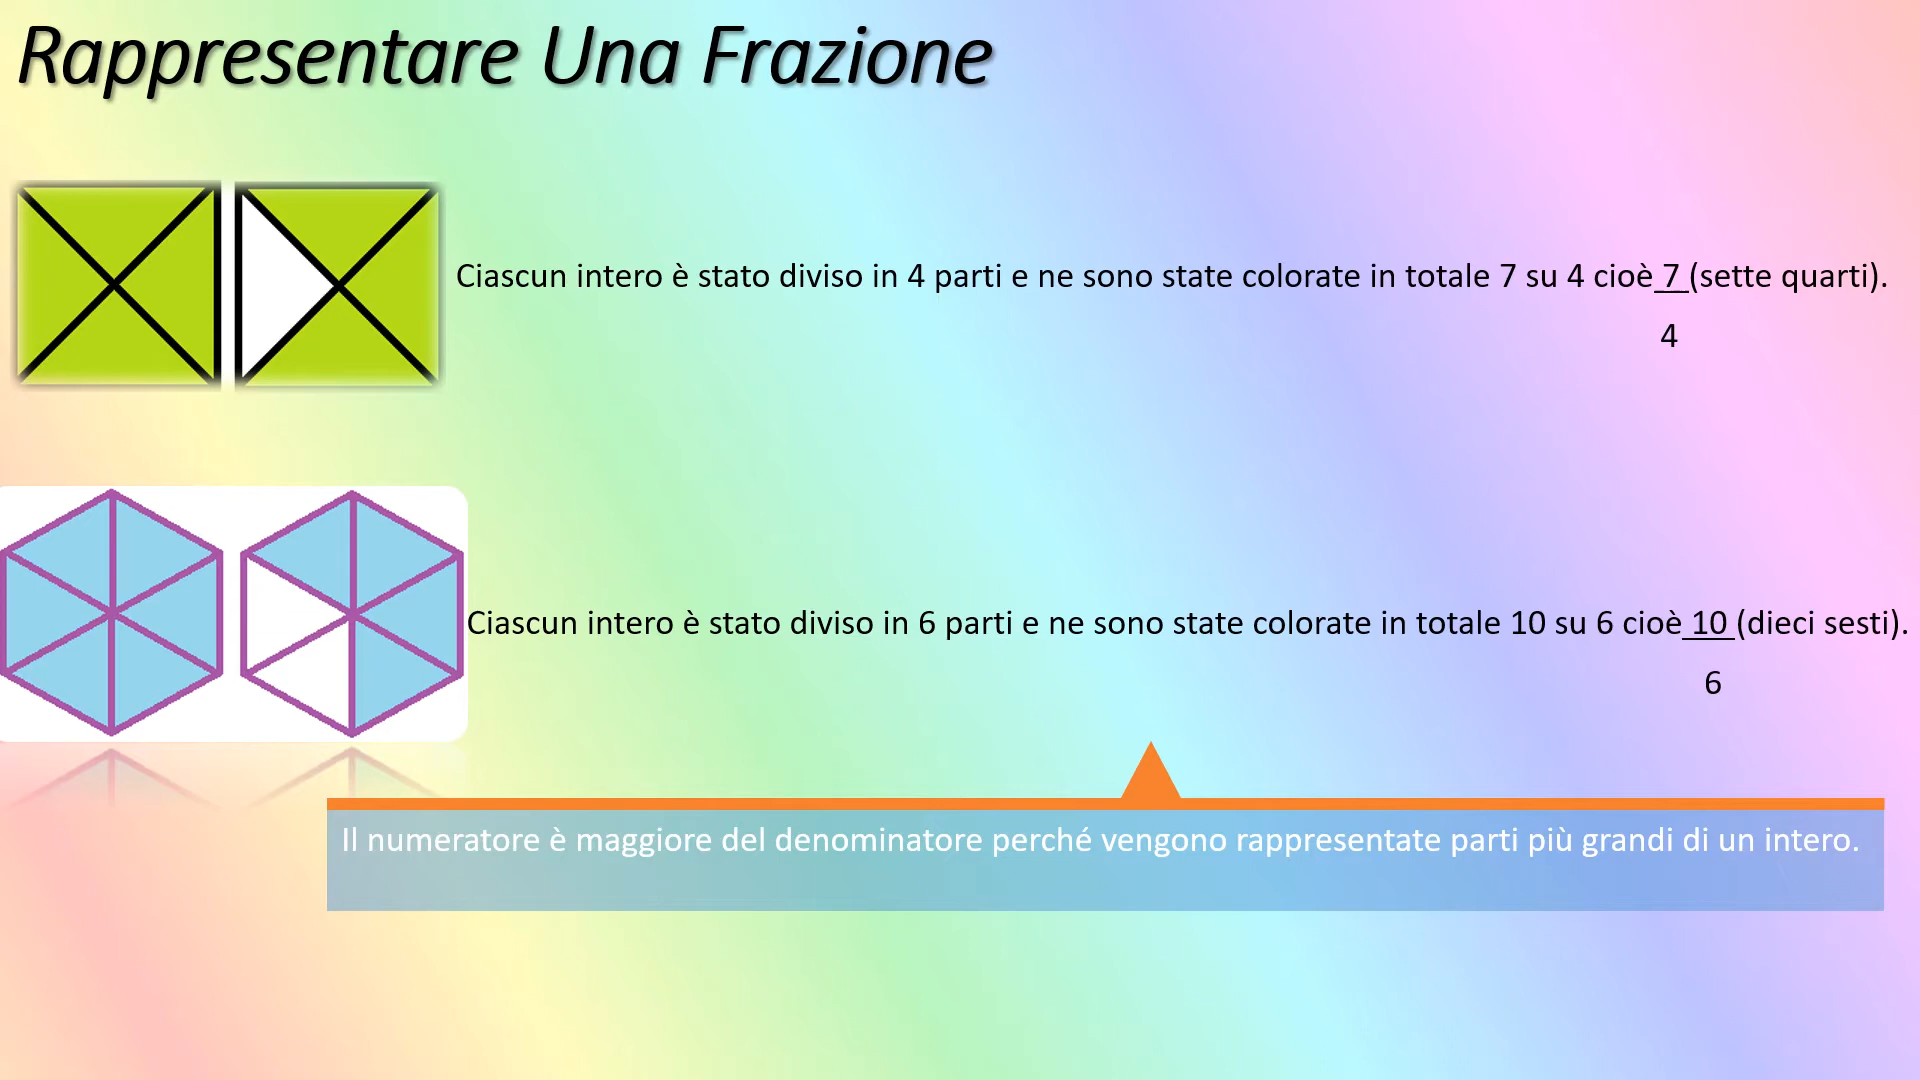 Rappresentare Una Frazione
Ciascun intero è stato diviso in 4 parti e ne sono state colorate in totale 7 su 4 cioè 7 (sette quarti).
4
Ciascun intero è stato diviso in 6 parti e ne sono state colorate in totale 10 su 6 cioè 10 (dieci sesti).
6
Il numeratore è maggiore del denominatore perché vengono rappresentate parti più grandi di un intero.